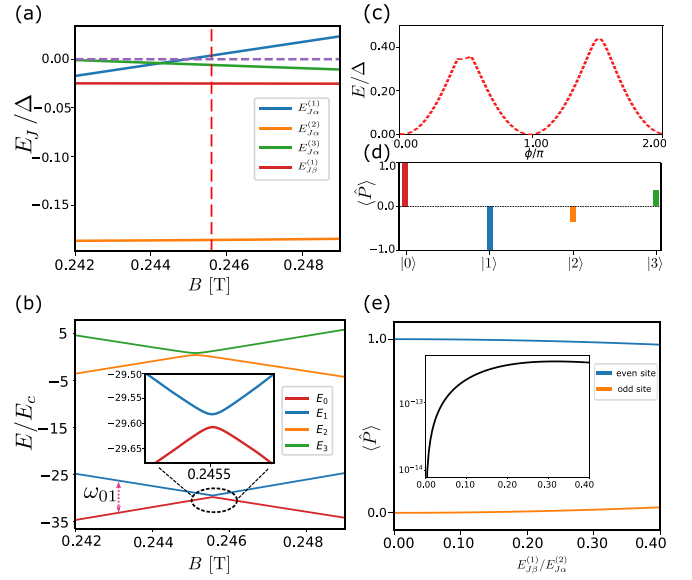 (a)
0.00
−0.05
−0.10
−0.15
E_J/Δ
E_{Jα}^{(1)}
E_{Jα}^{(2)}
E_{Jα}^{(3)}
E_{Jβ}^{(1)}
0.242 0.244 0.246 0.248
B [T]
(c)
0.40
0.20
0.00
E/Δ
0.00 1.00 2.00
ϕ/π
(d)
1.0
0.0
−1.0
⟨P̂⟩
|0⟩ |1⟩ |2⟩ |3⟩
(b)
5
−5
−15
−25
−35
E/E_c
−29.50
−29.55
−29.60
−29.65
0.2455
E_0
E_1
E_2
E_3
ω_{01}
0.242 0.244 0.246 0.248
B [T]
(e)
1.0
0.0
⟨P̂⟩
10^{−13}
10^{−14}
0.00 0.10 0.20 0.30 0.40
even site
odd site
0.00 0.10 0.20 0.30 0.40
E_{Jβ}^{(1)}/E_{Jα}^{(2)}